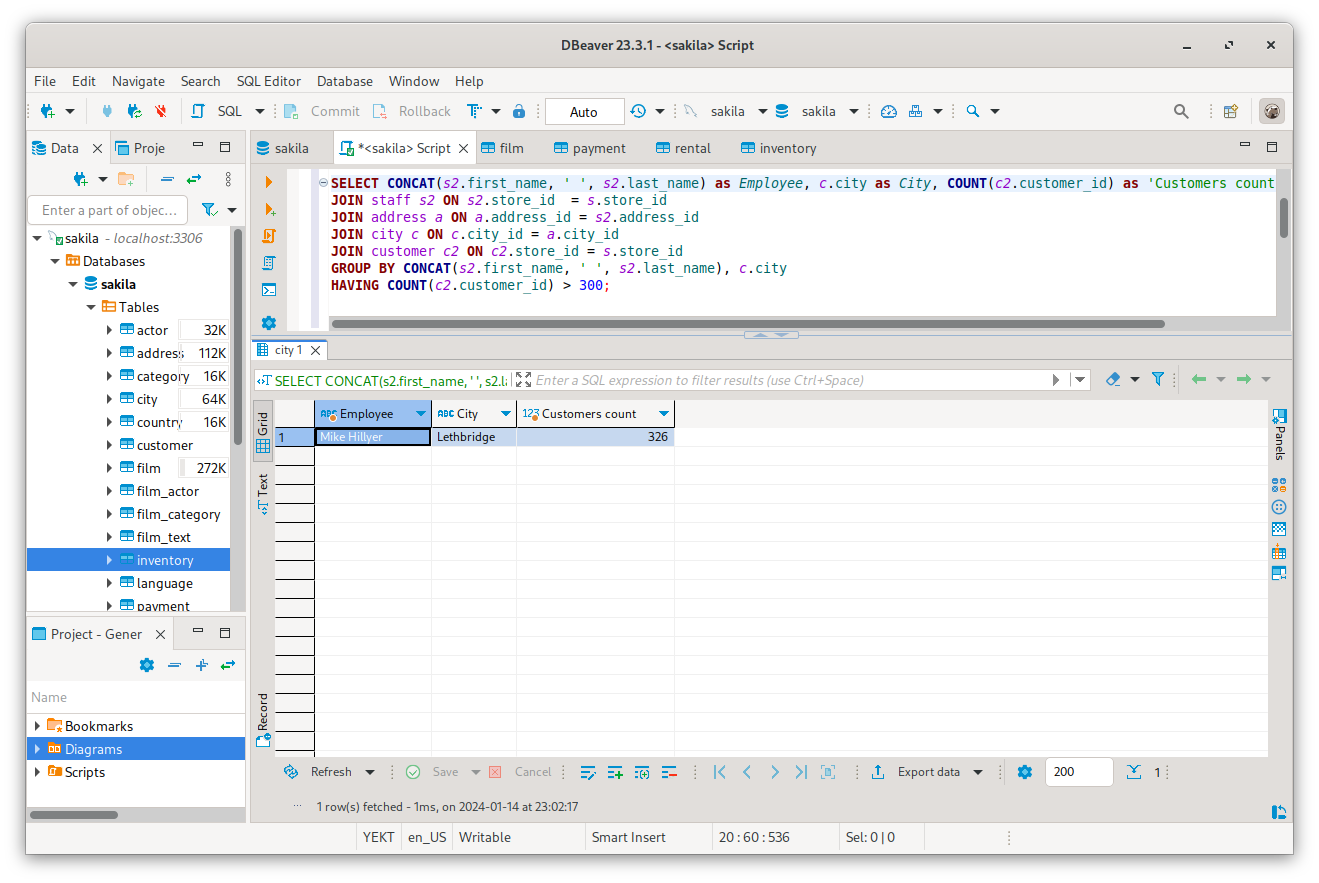 DBeaver 23.3.1 - <sakila> Script
File Edit Navigate Search SQL Editor Database Window Help
SQL Commit Rollback Auto sakila sakila
Data Proje
sakila *<sakila> Script film payment rental inventory
Enter a part of objec...
sakila - localhost:3306
Databases
sakila
Tables
actor 32K
address 112K
category 16K
city 64K
country 16K
customer
film 272K
film_actor
film_category
film_text
inventory
language
payment
SELECT CONCAT(s2.first_name, ' ', s2.last_name) as Employee, c.city as City, COUNT(c2.customer_id) as 'Customers count
JOIN staff s2 ON s2.store_id  = s.store_id
JOIN address a ON a.address_id = s2.address_id
JOIN city c ON c.city_id = a.city_id
JOIN customer c2 ON c2.store_id = s.store_id
GROUP BY CONCAT(s2.first_name, ' ', s2.last_name), c.city
HAVING COUNT(c2.customer_id) > 300;
city 1
SELECT CONCAT(s2.first_name, ' ', s2.la Enter a SQL expression to filter results (use Ctrl+Space)
Grid
Text
Record
ABC Employee ABC City 123 Customers count
1 Mike Hillyer Lethbridge 326
Panels
Project - Gener
Name
Bookmarks
Diagrams
Scripts
Refresh Save Cancel Export data 200 1
... 1 row(s) fetched - 1ms, on 2024-01-14 at 23:02:17
YEKT en_US Writable Smart Insert 20 : 60 : 536 Sel: 0 | 0